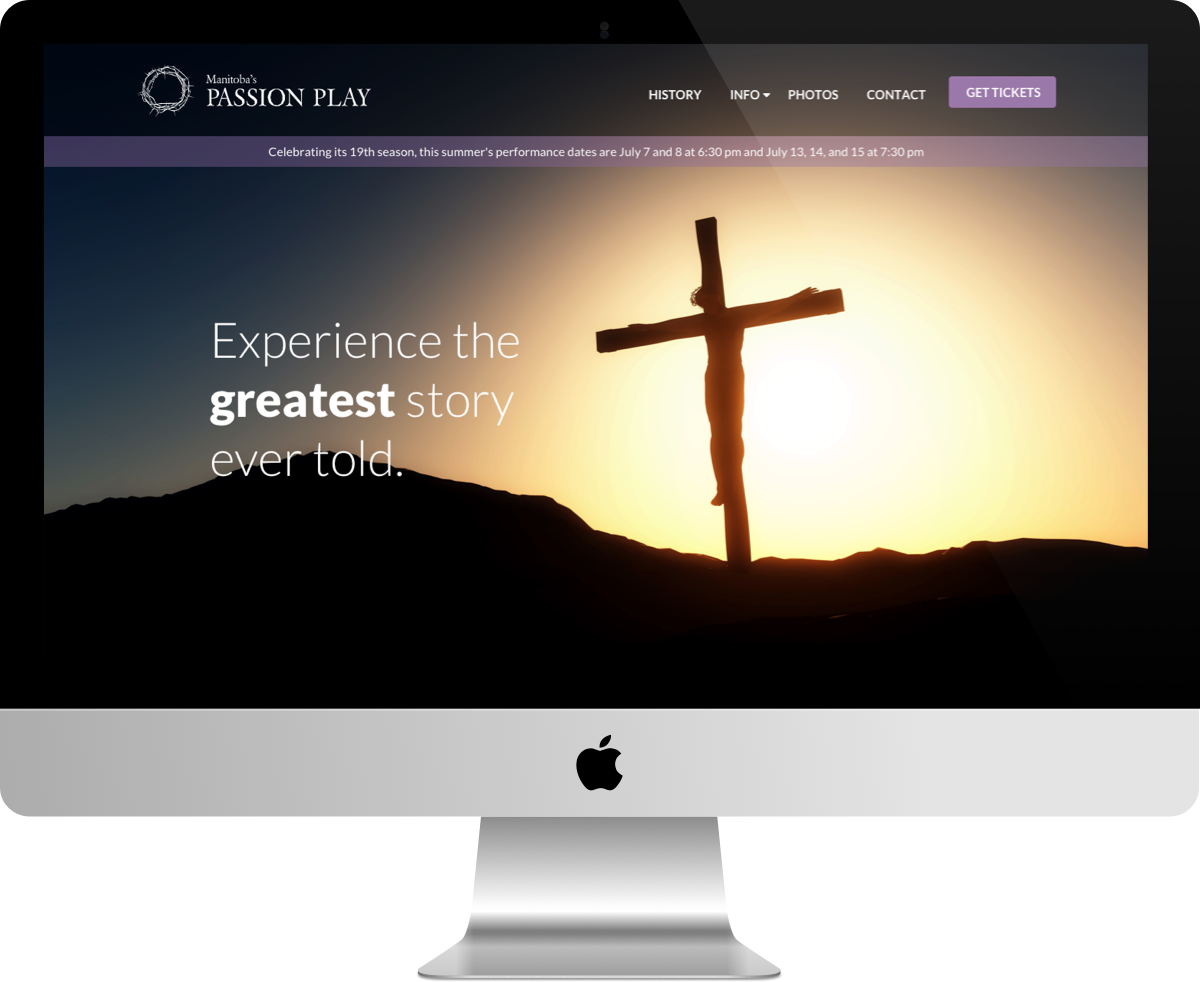 Manitoba's
PASSION PLAY
HISTORY INFO PHOTOS CONTACT GET TICKETS
Celebrating its 19th season, this summer's performance dates are July 7 and 8 at 6:30 pm and July 13, 14, and 15 at 7:30 pm
Experience the
greatest story
ever told.